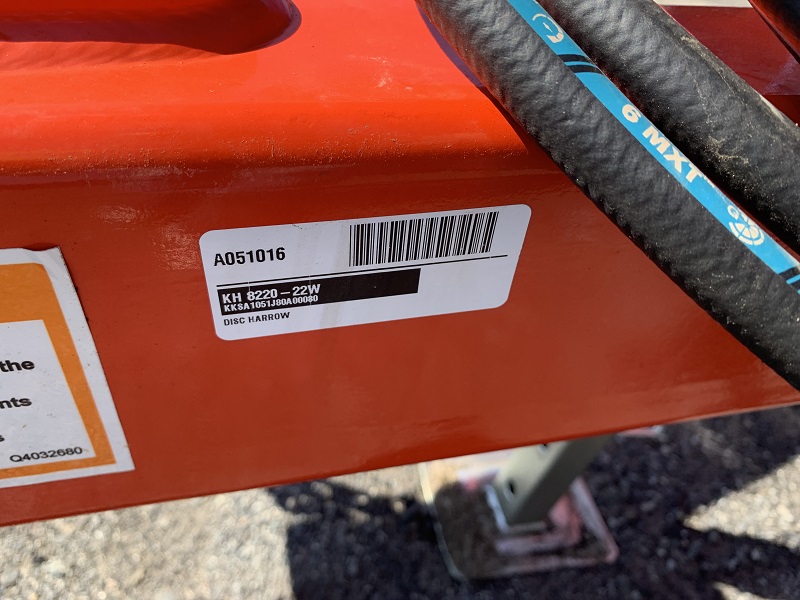 6 MXT
A051016
KH 8220-22W
KKSA1051J80A00080
DISC HARROW
the
nts
s
Q4032680